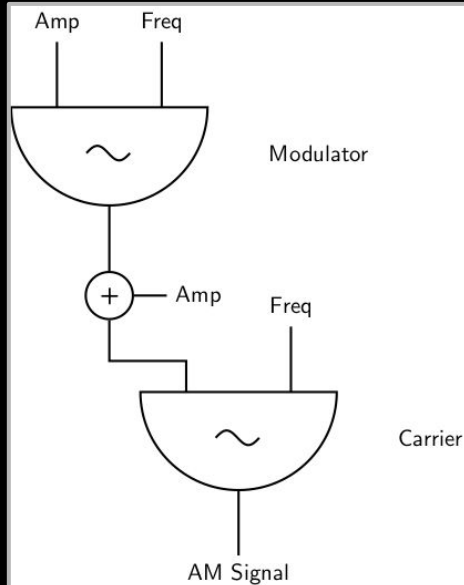 Amp Freq
Modulator
+ Amp
Freq
Carrier
AM Signal